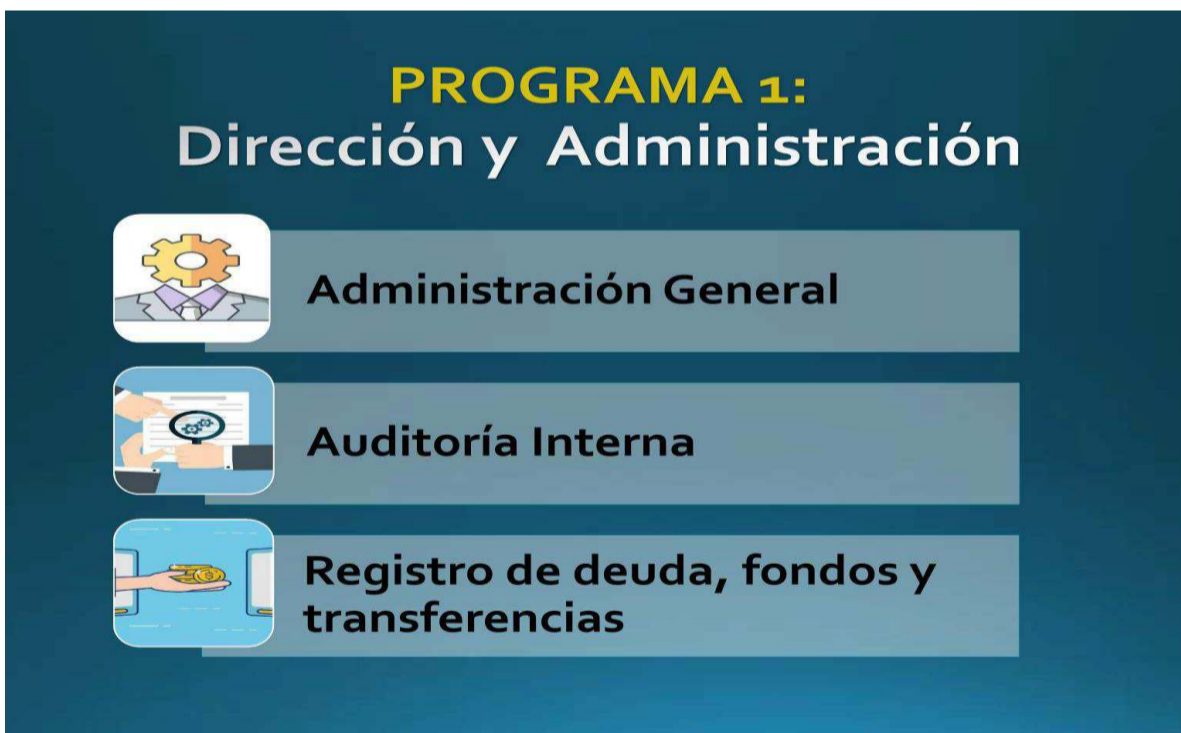 PROGRAMA 1:
Dirección y Administración
Administración General
Auditoría Interna
Registro de deuda, fondos y
transferencias